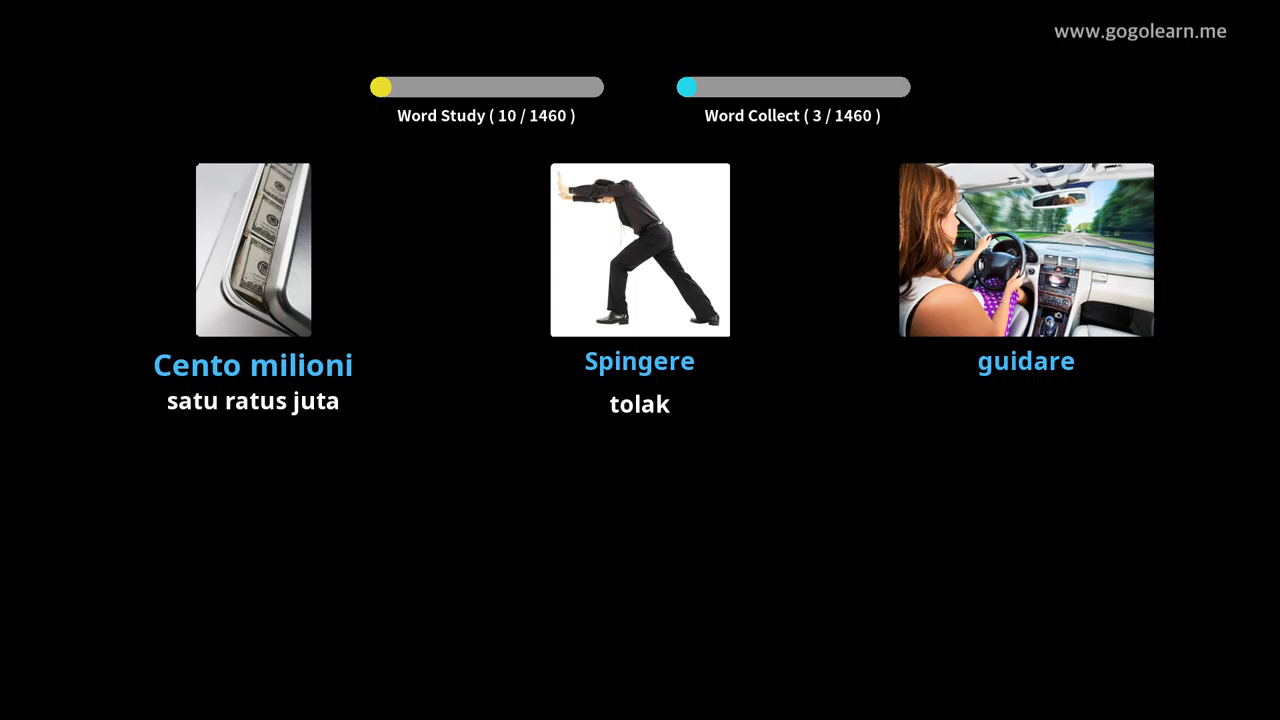 www.gogolearn.me
Word Study ( 10 / 1460 )
Word Collect ( 3 / 1460 )
Cento milioni
satu ratus juta
Spingere
tolak
guidare